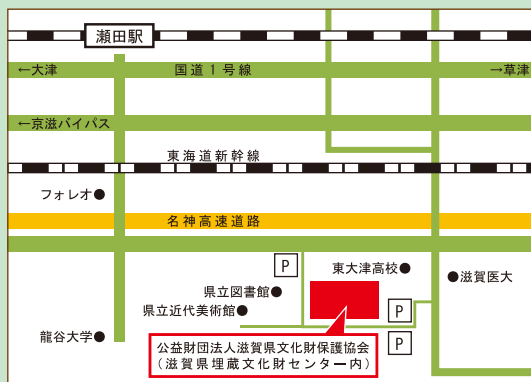 瀬田駅
←大津
国道1号線
→草津
←京滋バイパス
東海道新幹線
フォレオ●
名神高速道路
P
東大津高校●
●滋賀医大
県立図書館●
県立近代美術館●
P
龍谷大学●
P
公益財団法人滋賀県文化財保護協会
(滋賀県埋蔵文化財センター内)